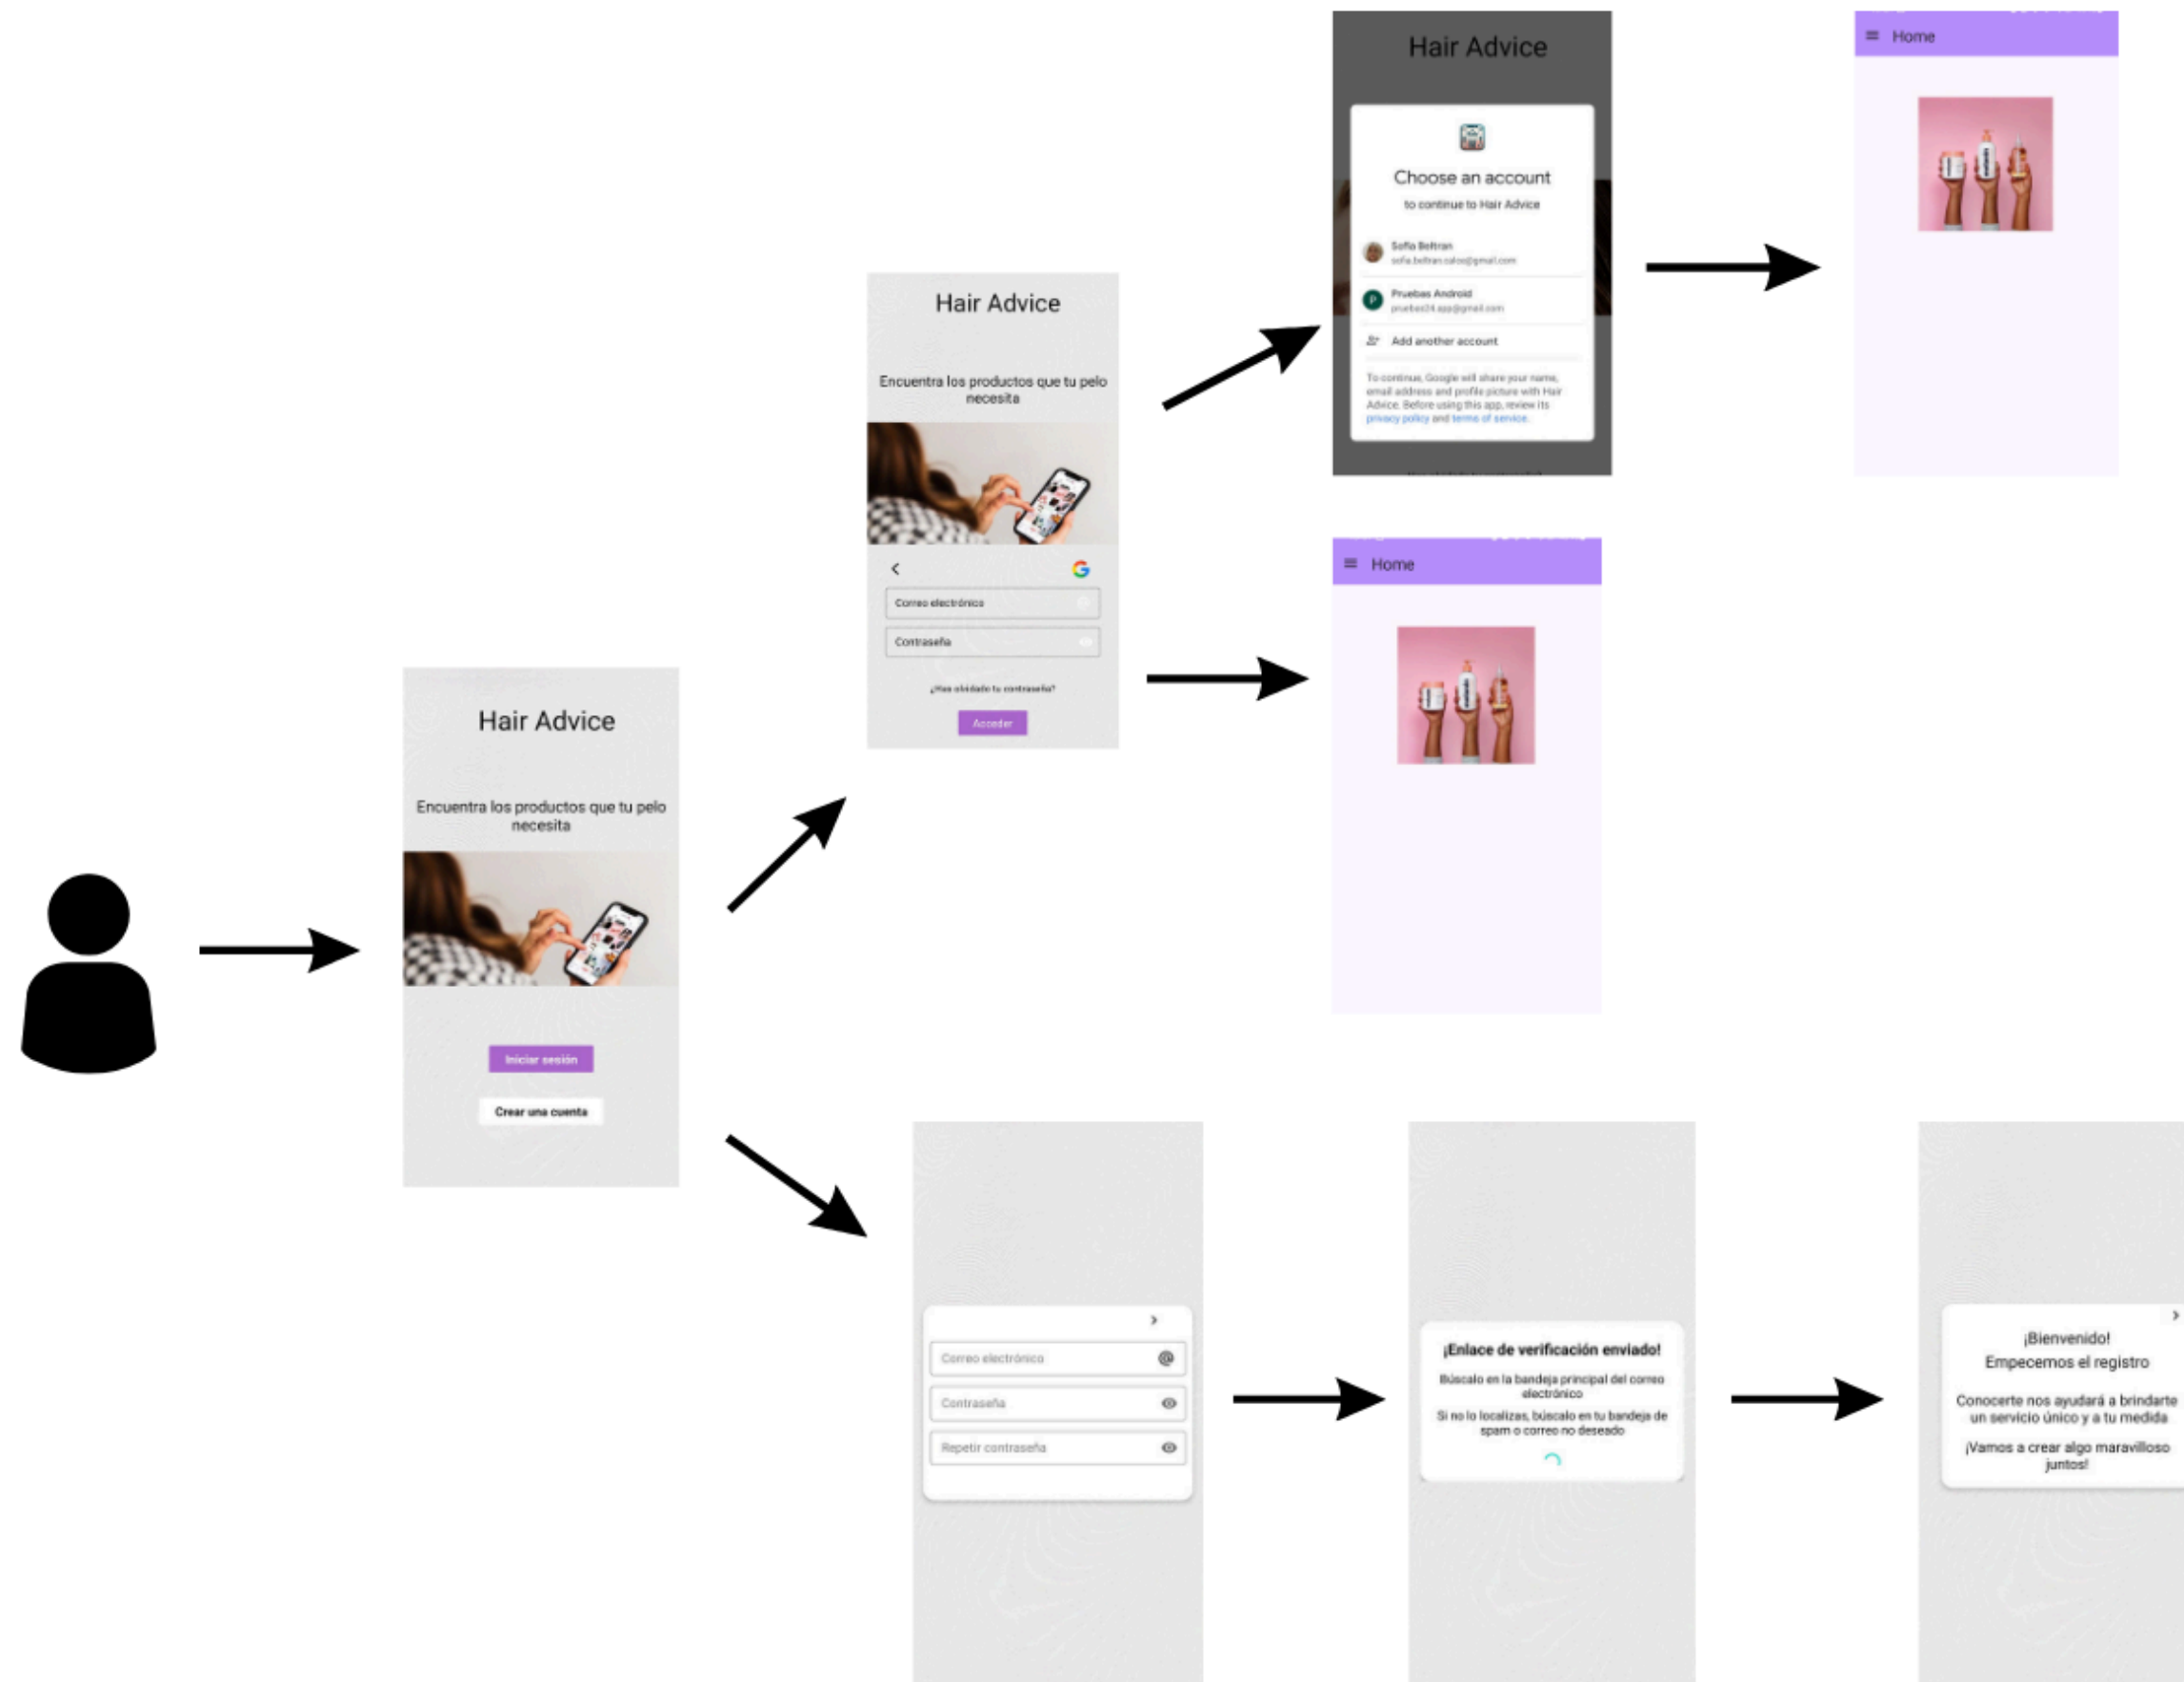 Hair Advice
Encuentra los productos que tu pelo
necesita
Iniciar sesión
Crear una cuenta
Hair Advice
Encuentra los productos que tu pelo
necesita
Correo electrónico
Contraseña
¿Has olvidado tu contraseña?
Acceder
Hair Advice
Choose an account
to continue to Hair Advice
Sofia Beltran
P
Pruebas Android
pruebas24.app@gmail.com
Add another account
To continue, Google will share your name,
email address and profile picture with Hair
Advice. Before using this app, review its
privacy policy and terms of service.
Home
Home
Correo electrónico
Contraseña
Repetir contraseña
¡Enlace de verificación enviado!
Búscalo en la bandeja principal del correo
electrónico
Si no lo localizas, búscalo en tu bandeja de
spam o correo no deseado
¡Bienvenido!
Empecemos el registro
Conocerte nos ayudará a brindarte
un servicio único y a tu medida
¡Vamos a crear algo maravilloso
juntos!